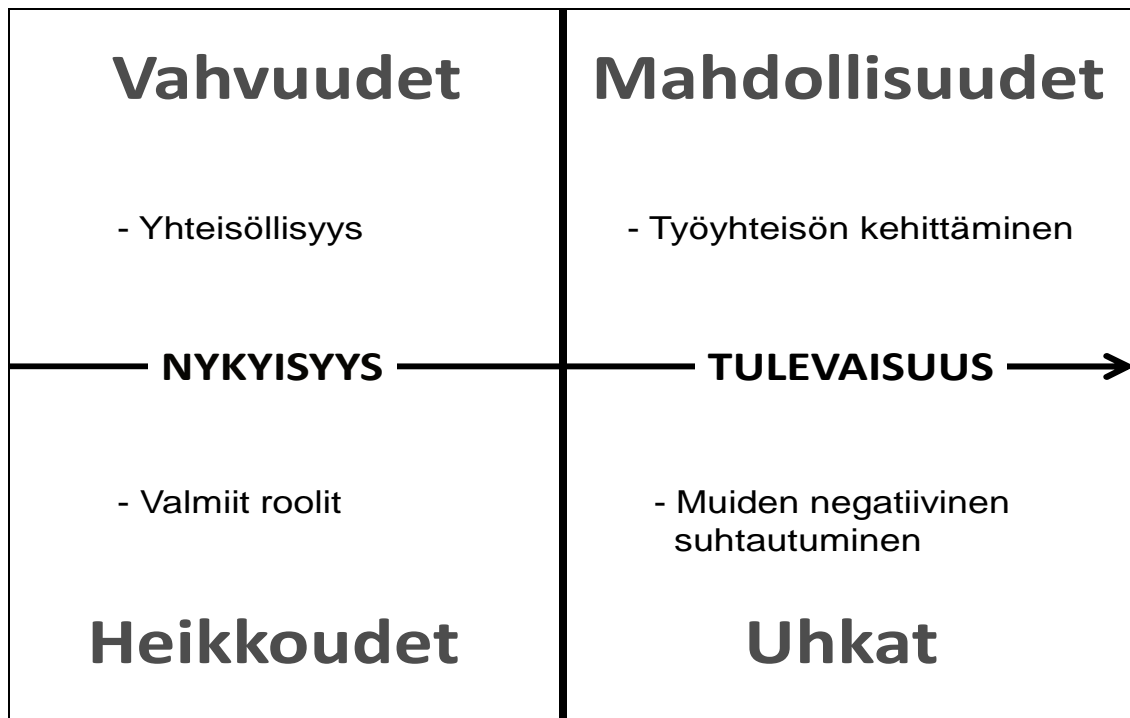 Vahvuudet
Mahdollisuudet
- Yhteisöllisyys
- Työyhteisön kehittäminen
NYKYISYYS
TULEVAISUUS
- Valmiit roolit
- Muiden negatiivinen
suhtautuminen
Heikkoudet
Uhkat